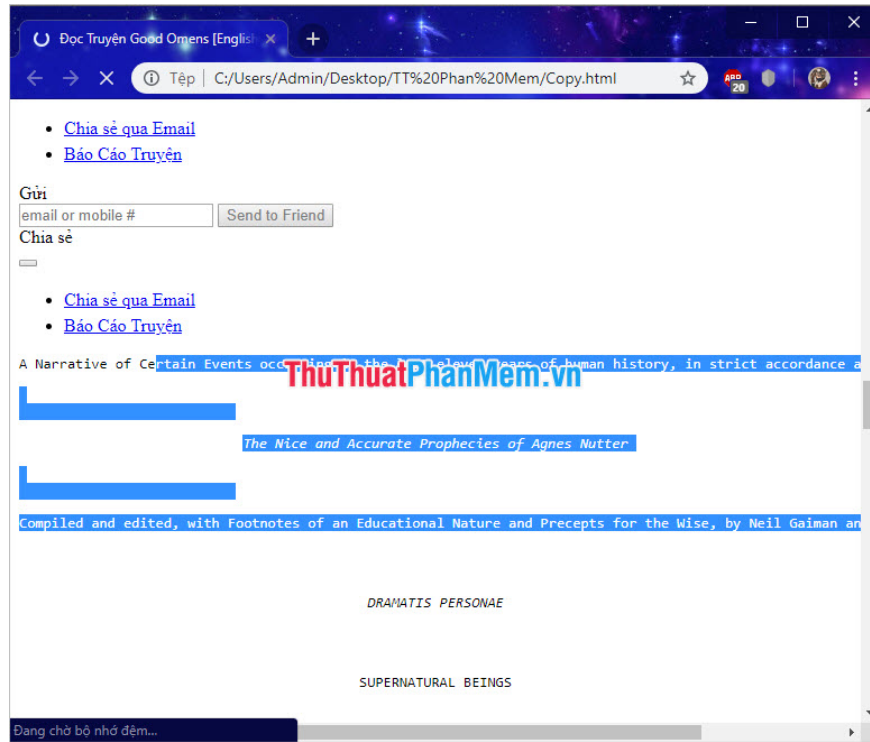 Đọc Truyện Good Omens [Englis
Tệp C:/Users/Admin/Desktop/TT%20Phan%20Mem/Copy.html
ABP
20
Chia sẻ qua Email
Báo Cáo Truyện
Gửi
email or mobile # Send to Friend
Chia sẻ
Chia sẻ qua Email
Báo Cáo Truyện
A Narrative of Certain Events occ the years of human history, in strict accordance a
ThuThuatPhanMem.vn
The Nice and Accurate Prophecies of Agnes Nutter
Compiled and edited, with Footnotes of an Educational Nature and Precepts for the Wise, by Neil Gaiman an
DRAMATIS PERSONAE
SUPERNATURAL BEINGS
Đang chờ bộ nhớ đệm...